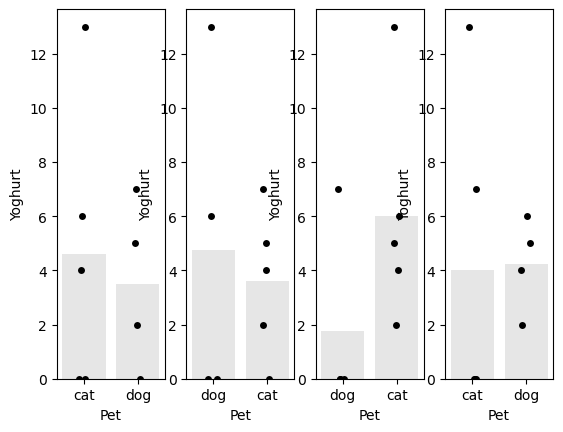 12 12 12 12
10 10 10 10
8 8 8 8
6 6 6 6
4 4 4 4
2 2 2 2
0 0 0 0
Yoghurt Yoghurt Yoghurt Yoghurt
cat dog dog cat dog cat cat dog
Pet Pet Pet Pet